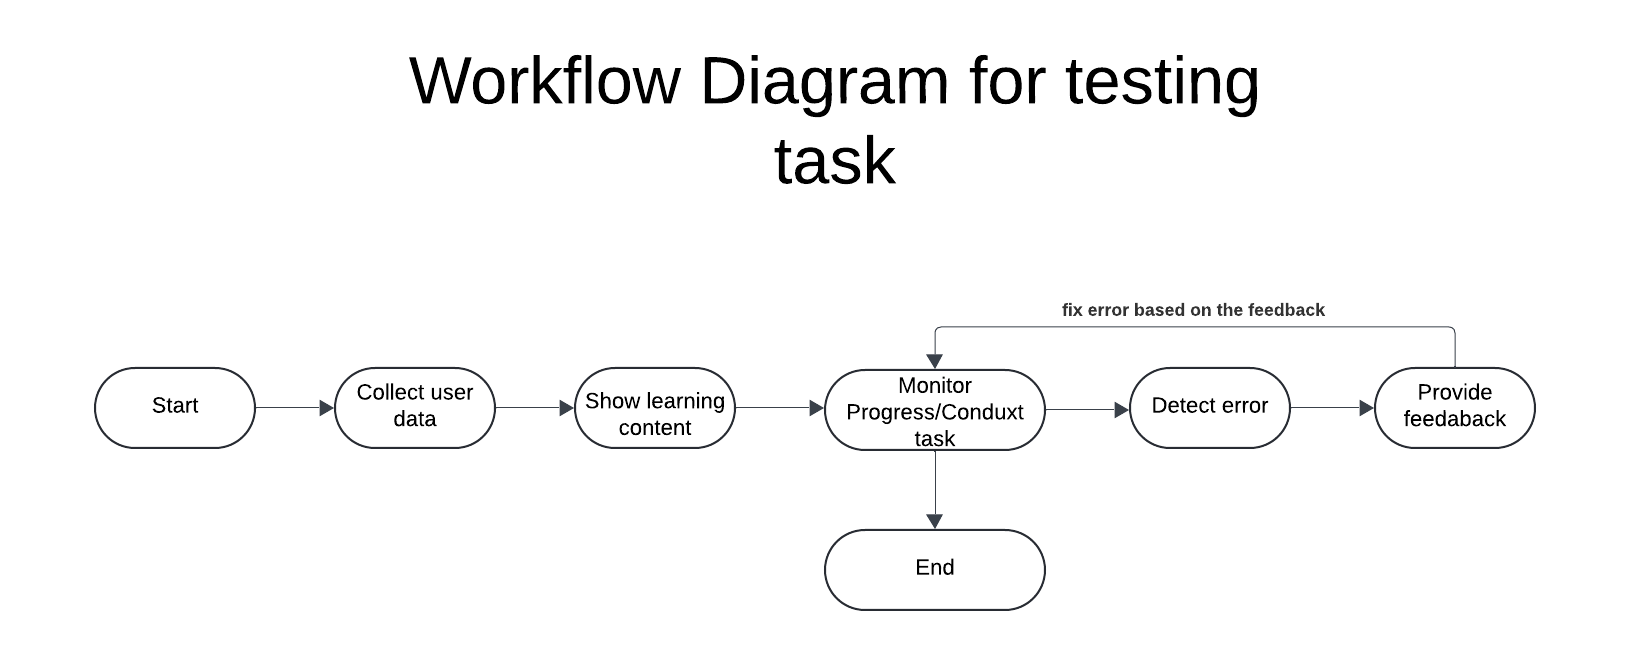 Workflow Diagram for testing
task
fix error based on the feedback
Start
Collect user
data
Show learning
content
Monitor
Progress/Conduxt
task
Detect error
Provide
feedaback
End